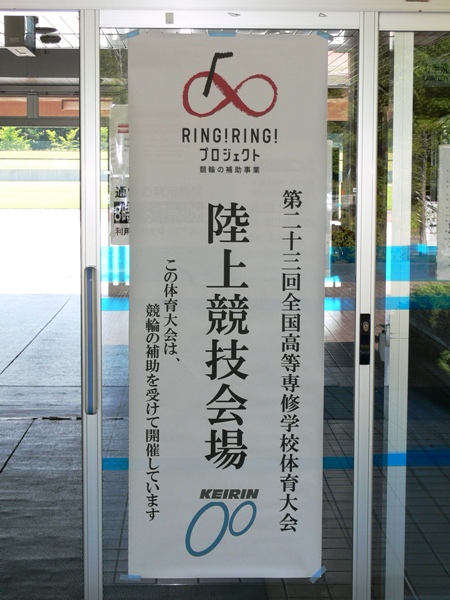 RING!RING!
プロジェクト
競輪の補助事業
第二十三回全国高等専修学校体育大会
陸上競技会場
この体育大会は、
競輪の補助を受けて開催しています
KEIRIN